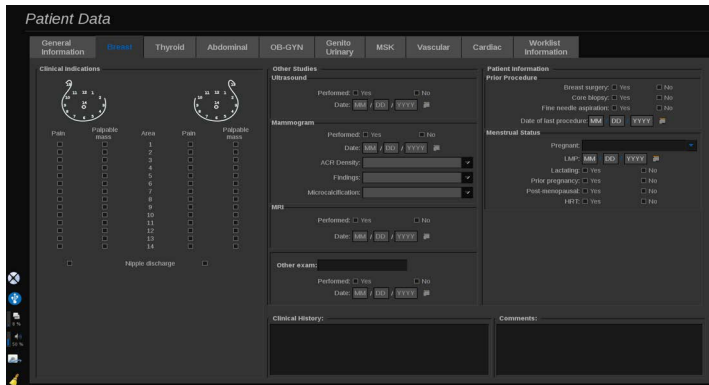 Patient Data
General Information Breast Thyroid Abdominal OB-GYN Genito Urinary MSK Vascular Cardiac Worklist Information
Clinical Indications
Pain Palpable mass Area Pain Palpable mass
1
2
3
4
5
6
7
8
9
10
11
12
13
14
Nipple discharge
Other Studies
Ultrasound
Performed: Yes No
Date: MM / DD / YYYY
Mammogram
Performed: Yes No
Date: MM / DD / YYYY
ACR Density:
Findings:
Microcalcification:
MRI
Performed: Yes No
Date: MM / DD / YYYY
Other exam:
Performed: Yes No
Date: MM / DD / YYYY
Patient Information
Prior Procedure
Breast surgery: Yes No
Core biopsy: Yes No
Fine needle aspiration: Yes No
Date of last procedure: MM DD YYYY
Menstrual Status
Pregnant:
LMP: MM DD YYYY
Lactating: Yes No
Prior pregnancy: Yes No
Post-menopausal: Yes No
HRT: Yes No
Clinical History:
Comments: